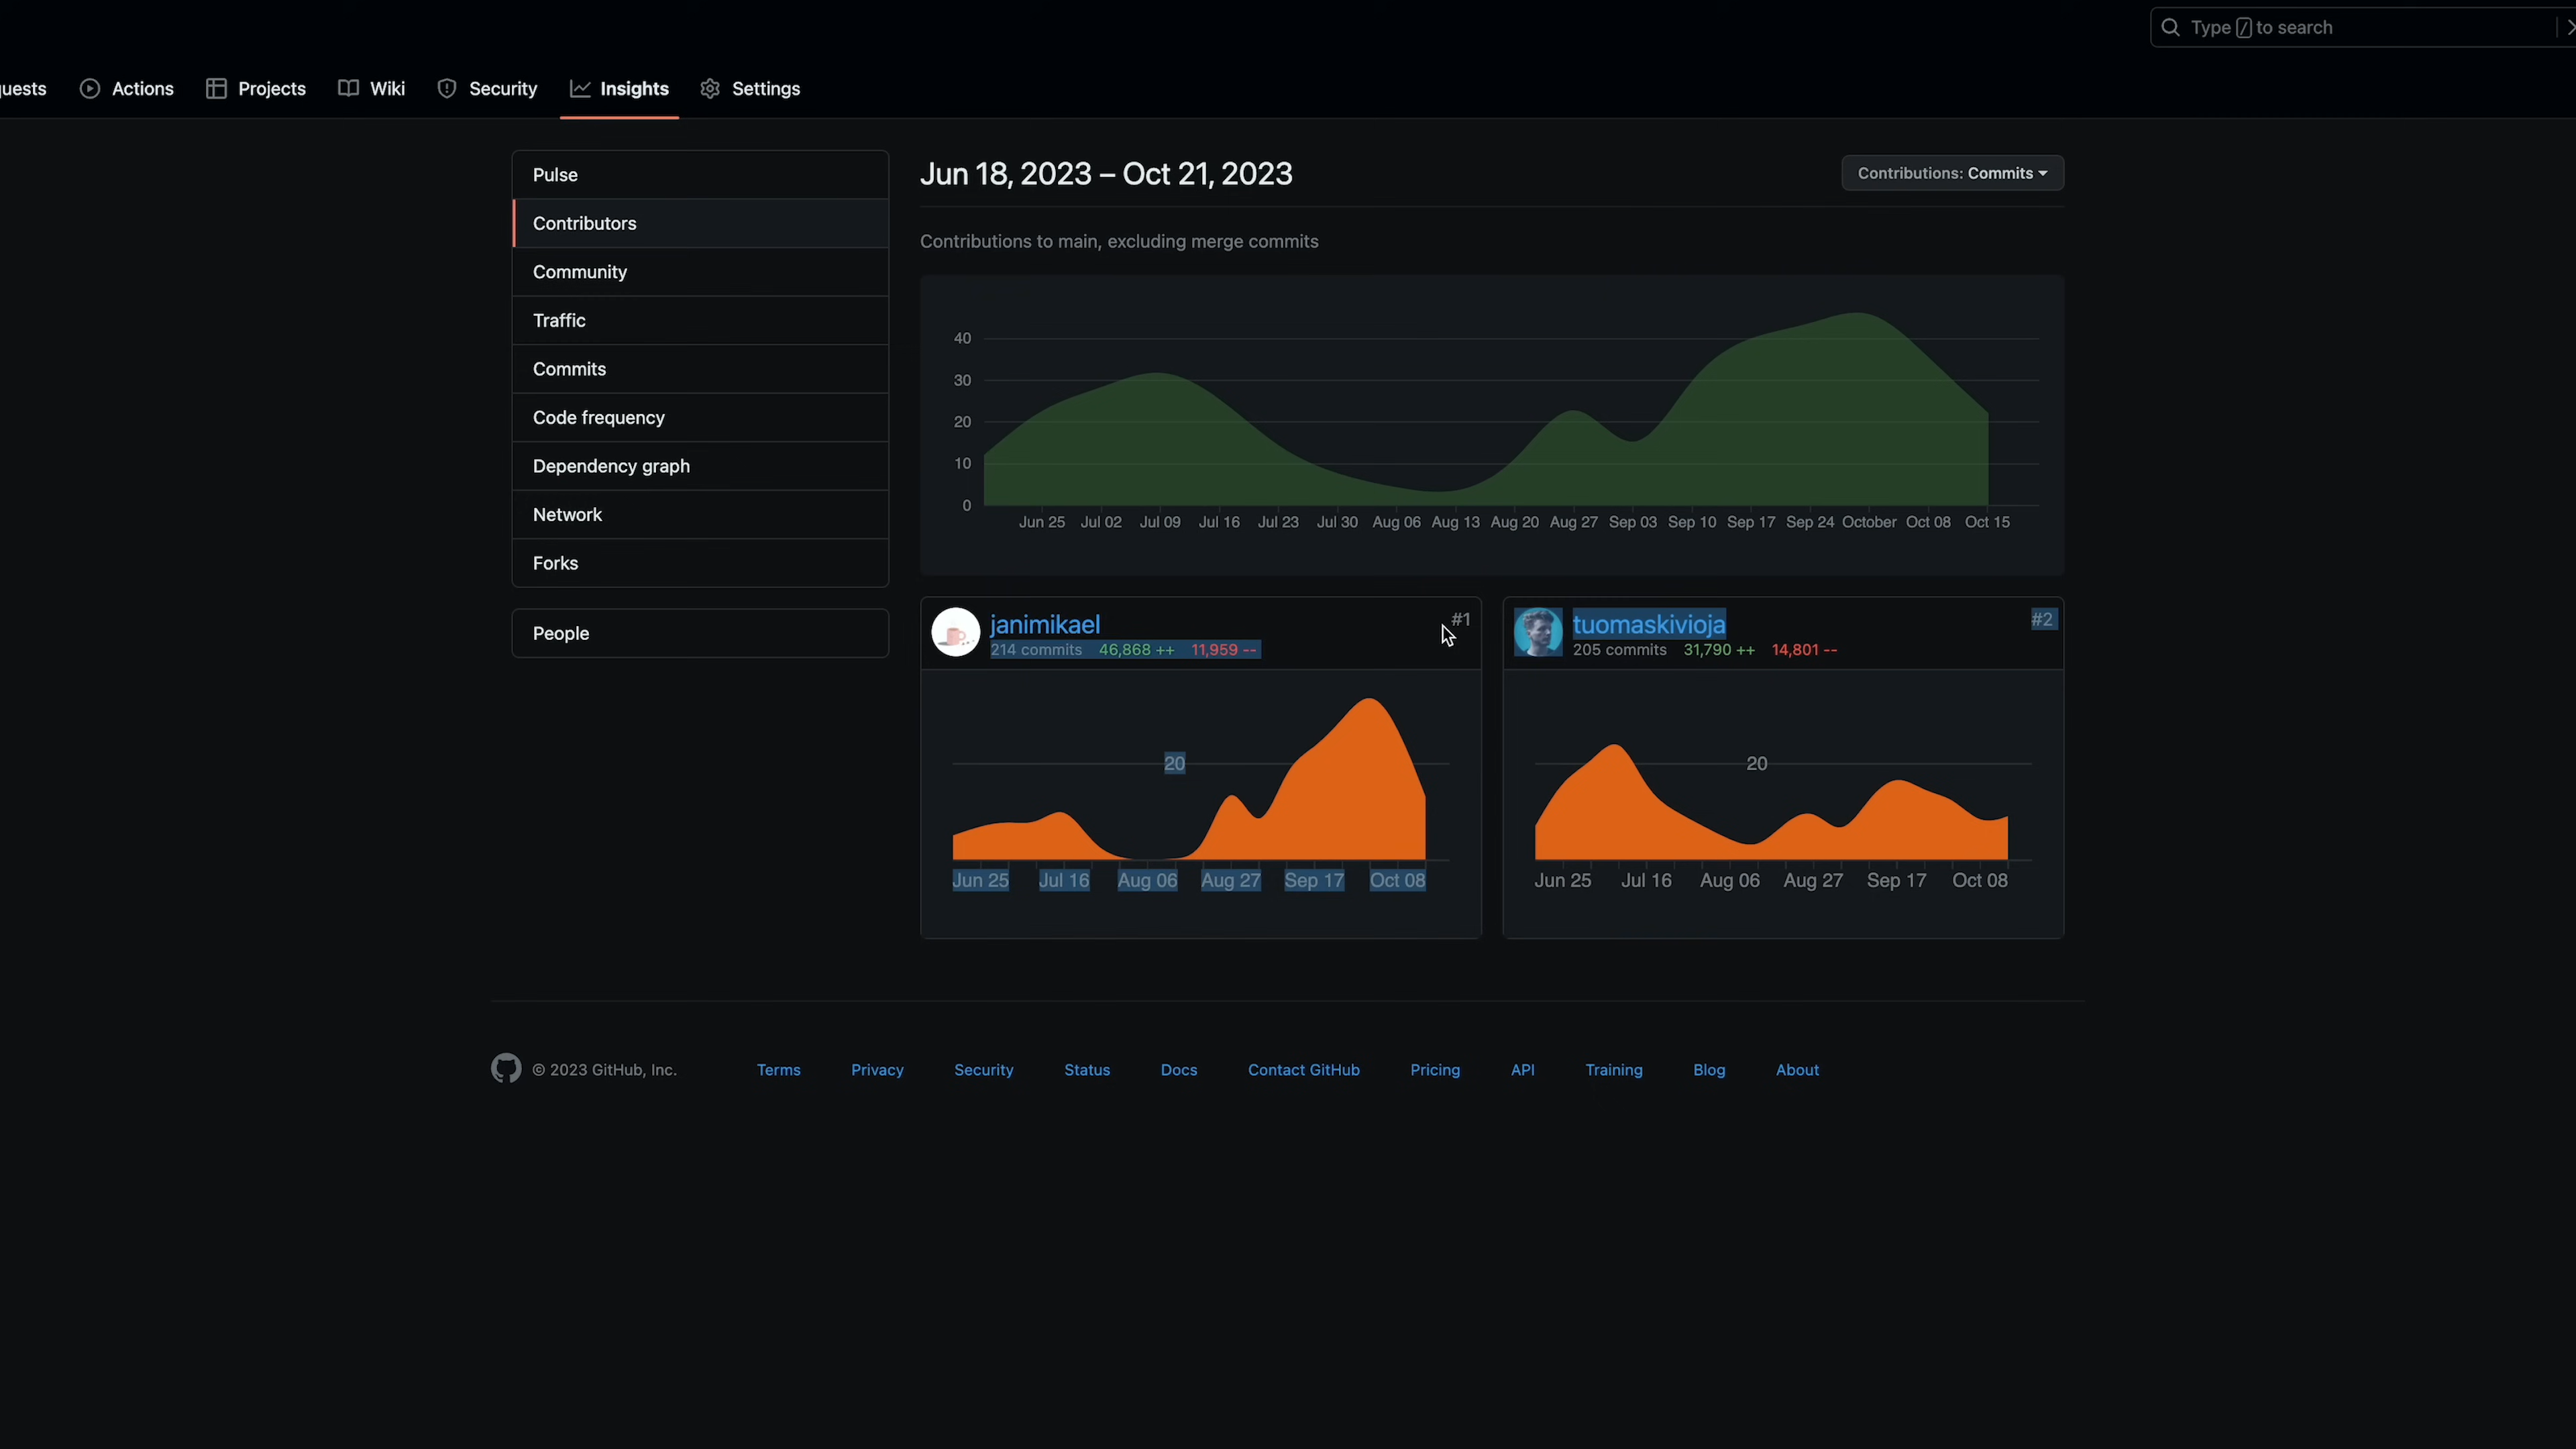 Type / to search
uests Actions Projects Wiki Security Insights Settings
Pulse
Contributors
Community
Traffic
Commits
Code frequency
Dependency graph
Network
Forks
People
Jun 18, 2023 – Oct 21, 2023
Contributions: Commits
Contributions to main, excluding merge commits
40
30
20
10
0
Jun 25 Jul 02 Jul 09 Jul 16 Jul 23 Jul 30 Aug 06 Aug 13 Aug 20 Aug 27 Sep 03 Sep 10 Sep 17 Sep 24 October Oct 08 Oct 15
janimikael #1
214 commits 46,868 ++ 11,959 --
20
Jun 25 Jul 16 Aug 06 Aug 27 Sep 17 Oct 08
tuomaskivioja #2
205 commits 31,790 ++ 14,801 --
20
Jun 25 Jul 16 Aug 06 Aug 27 Sep 17 Oct 08
© 2023 GitHub, Inc. Terms Privacy Security Status Docs Contact GitHub Pricing API Training Blog About